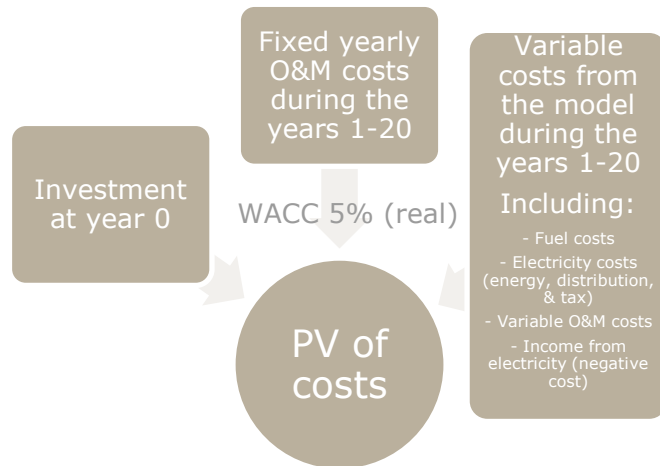 Investment
at year 0
Fixed yearly
O&M costs
during the
years 1-20
Variable
costs from
the model
during the
years 1-20
Including:
- Fuel costs
- Electricity costs
(energy, distribution,
& tax)
- Variable O&M costs
- Income from
electricity (negative
cost)
WACC 5% (real)
PV of
costs